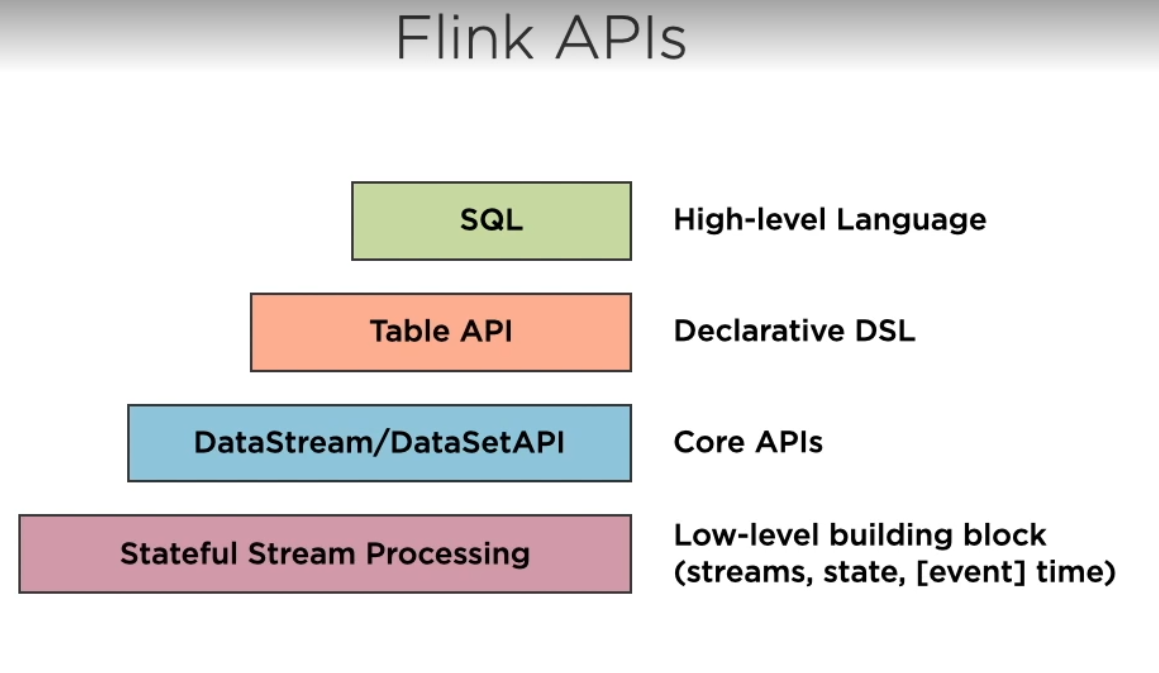 Flink APIs
SQL
High-level Language
Table API
Declarative DSL
DataStream/DataSetAPI
Core APIs
Stateful Stream Processing
Low-level building block
(streams, state, [event] time)